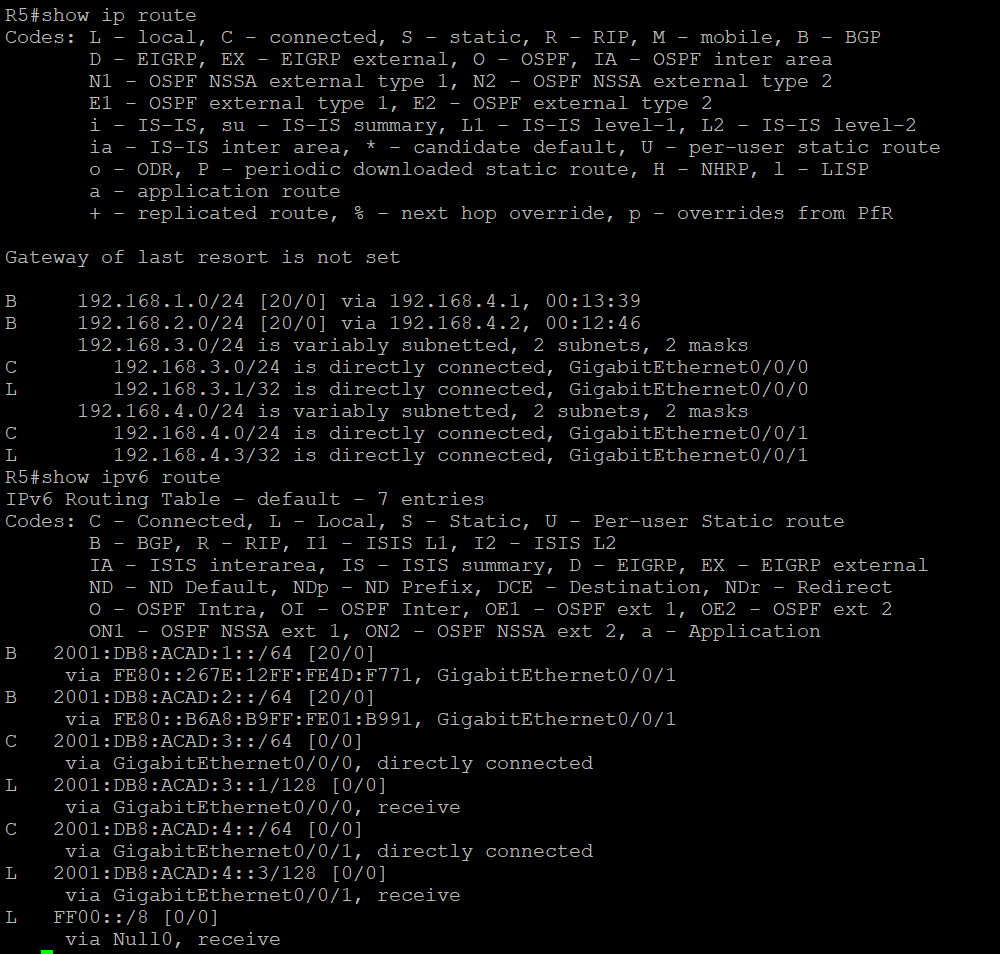 R5#show ip route
Codes: L - local, C - connected, S - static, R - RIP, M - mobile, B - BGP
       D - EIGRP, EX - EIGRP external, O - OSPF, IA - OSPF inter area
       N1 - OSPF NSSA external type 1, N2 - OSPF NSSA external type 2
       E1 - OSPF external type 1, E2 - OSPF external type 2
       i - IS-IS, su - IS-IS summary, L1 - IS-IS level-1, L2 - IS-IS level-2
       ia - IS-IS inter area, * - candidate default, U - per-user static route
       o - ODR, P - periodic downloaded static route, H - NHRP, l - LISP
       a - application route
       + - replicated route, % - next hop override, p - overrides from PfR

Gateway of last resort is not set

B     192.168.1.0/24 [20/0] via 192.168.4.1, 00:13:39
B     192.168.2.0/24 [20/0] via 192.168.4.2, 00:12:46
      192.168.3.0/24 is variably subnetted, 2 subnets, 2 masks
C        192.168.3.0/24 is directly connected, GigabitEthernet0/0/0
L        192.168.3.1/32 is directly connected, GigabitEthernet0/0/0
      192.168.4.0/24 is variably subnetted, 2 subnets, 2 masks
C        192.168.4.0/24 is directly connected, GigabitEthernet0/0/1
L        192.168.4.3/32 is directly connected, GigabitEthernet0/0/1
R5#show ipv6 route
IPv6 Routing Table - default - 7 entries
Codes: C - Connected, L - Local, S - Static, U - Per-user Static route
       B - BGP, R - RIP, I1 - ISIS L1, I2 - ISIS L2
       IA - ISIS interarea, IS - ISIS summary, D - EIGRP, EX - EIGRP external
       ND - ND Default, NDp - ND Prefix, DCE - Destination, NDr - Redirect
       O - OSPF Intra, OI - OSPF Inter, OE1 - OSPF ext 1, OE2 - OSPF ext 2
       ON1 - OSPF NSSA ext 1, ON2 - OSPF NSSA ext 2, a - Application
B   2001:DB8:ACAD:1::/64 [20/0]
     via FE80::267E:12FF:FE4D:F771, GigabitEthernet0/0/1
B   2001:DB8:ACAD:2::/64 [20/0]
     via FE80::B6A8:B9FF:FE01:B991, GigabitEthernet0/0/1
C   2001:DB8:ACAD:3::/64 [0/0]
     via GigabitEthernet0/0/0, directly connected
L   2001:DB8:ACAD:3::1/128 [0/0]
     via GigabitEthernet0/0/0, receive
C   2001:DB8:ACAD:4::/64 [0/0]
     via GigabitEthernet0/0/1, directly connected
L   2001:DB8:ACAD:4::3/128 [0/0]
     via GigabitEthernet0/0/1, receive
L   FF00::/8 [0/0]
     via Null0, receive